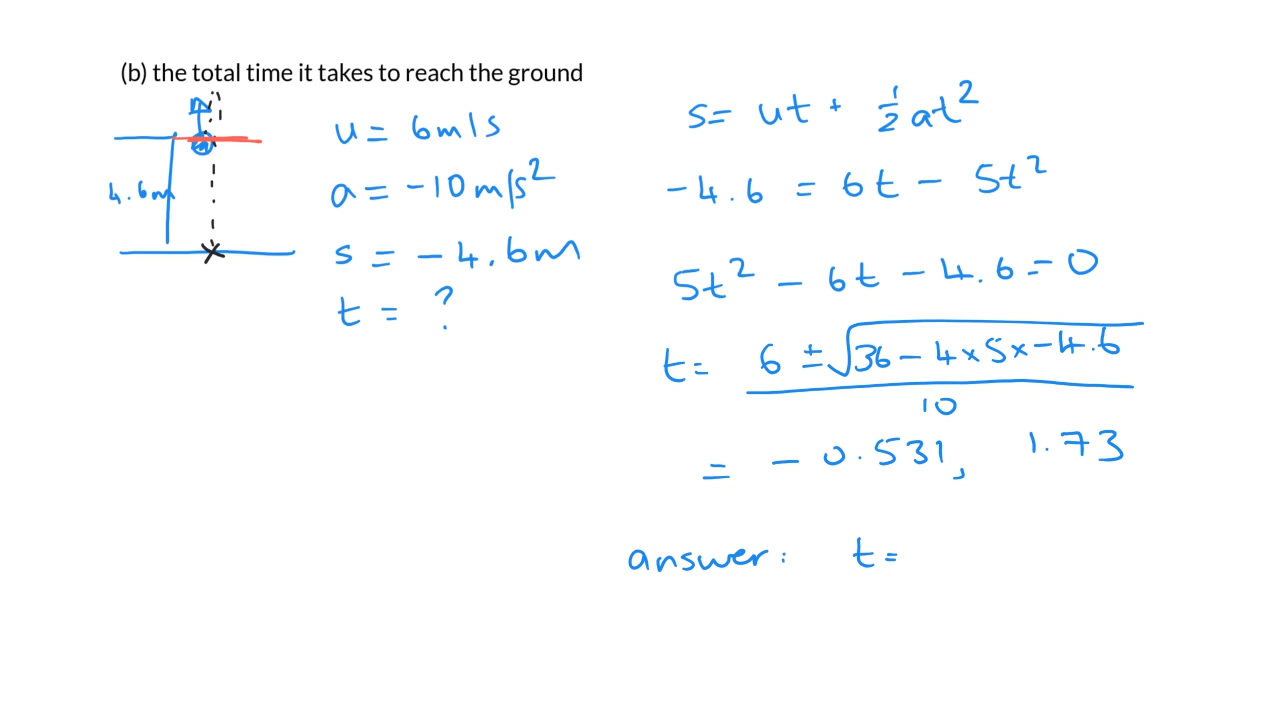 (b) the total time it takes to reach the ground
4.6m
u = 6m/s
a = -10m/s²
s = -4.6m
t = ?
s= ut + ½at²
-4.6 = 6t - 5t²
5t² - 6t - 4.6 = 0
t= 6 ± √36 - 4×5×-4.6
10
= - 0.531, 1.73
answer: t=